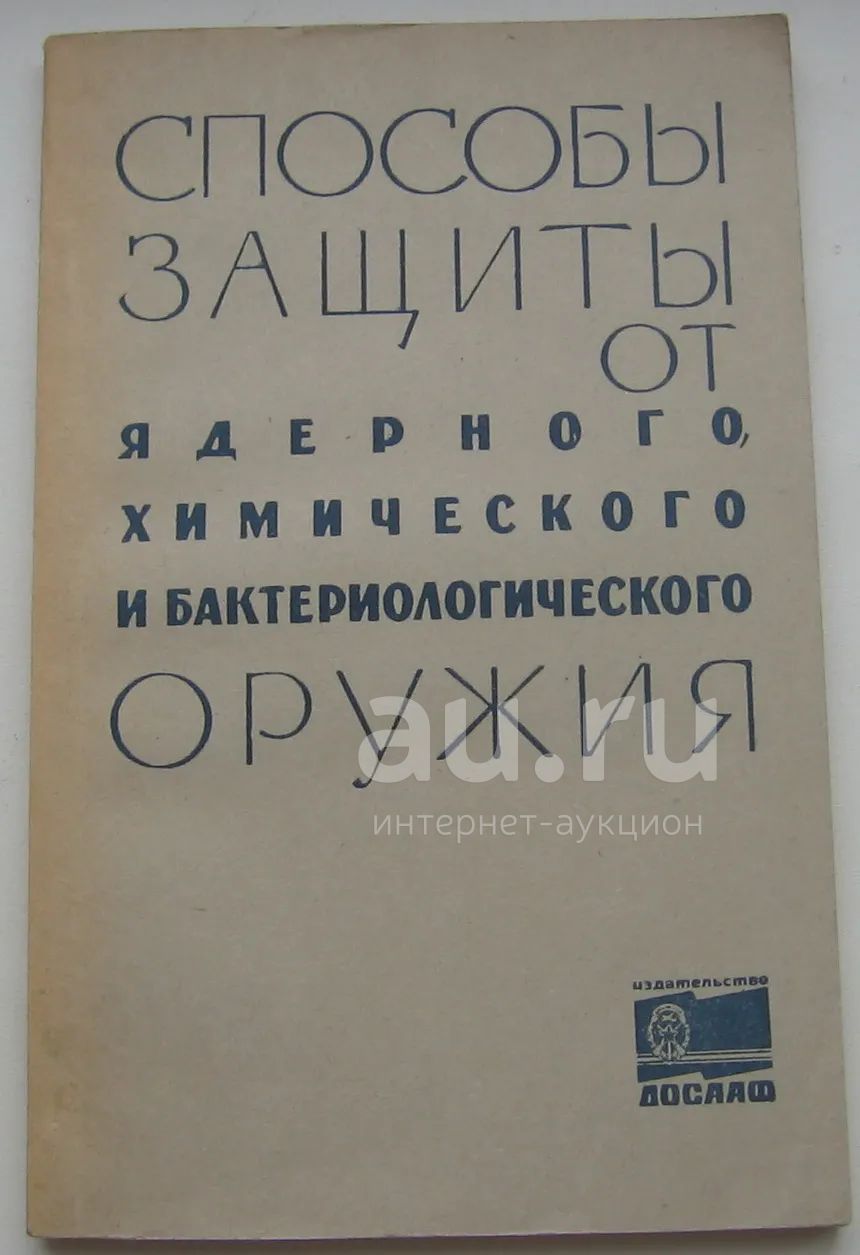 СПОСОБЫ
ЗАЩИТЫ
ОТ
ЯДЕРНОГО,
ХИМИЧЕСКОГО
И БАКТЕРИОЛОГИЧЕСКОГО
ОРУЖИЯ
au.ru
интернет-аукцион
издательство
ДОСААФ